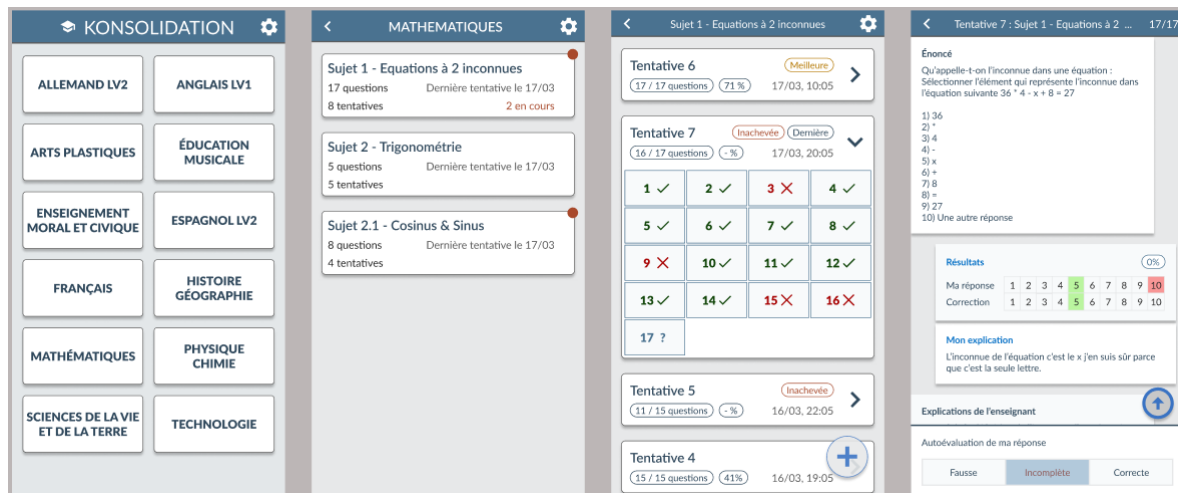 KONSOLIDATION
ALLEMAND LV2
ANGLAIS LV1
ARTS PLASTIQUES
ÉDUCATION
MUSICALE
ENSEIGNEMENT
MORAL ET CIVIQUE
ESPAGNOL LV2
FRANÇAIS
HISTOIRE
GÉOGRAPHIE
MATHÉMATIQUES
PHYSIQUE
CHIMIE
SCIENCES DE LA VIE
ET DE LA TERRE
TECHNOLOGIE
MATHEMATIQUES
Sujet 1 - Equations à 2 inconnues
17 questions Dernière tentative le 17/03
8 tentatives 2 en cours
Sujet 2 - Trigonométrie
5 questions Dernière tentative le 17/03
5 tentatives
Sujet 2.1 - Cosinus & Sinus
8 questions Dernière tentative le 17/03
4 tentatives
Sujet 1 - Equations à 2 inconnues
Tentative 6 Meilleure
17 / 17 questions 71 % 17/03, 10:05
Tentative 7 Inachevée Dernière
16 / 17 questions - % 17/03, 20:05
1 2 3 4
5 6 7 8
9 10 11 12
13 14 15 16
17 ?
Tentative 5 Inachevée
11 / 15 questions - % 16/03, 22:05
Tentative 4
15 / 15 questions 41% 16/03, 19:05
Tentative 7 : Sujet 1 - Equations à 2 ... 17/17
Énoncé
Qu'appelle-t-on l'inconnue dans une équation :
Sélectionner l'élément qui représente l'inconnue dans
l'équation suivante 36 * 4 - x + 8 = 27
1) 36
2) *
3) 4
4) -
5) x
6) +
7) 8
8) =
9) 27
10) Une autre réponse
Résultats 0%
Ma réponse 1 2 3 4 5 6 7 8 9 10
Correction 1 2 3 4 5 6 7 8 9 10
Mon explication
L'inconnue de l'équation c'est le x j'en suis sûr parce
que c'est la seule lettre.
Explications de l'enseignant
Autoévaluation de ma réponse
Fausse Incomplète Correcte